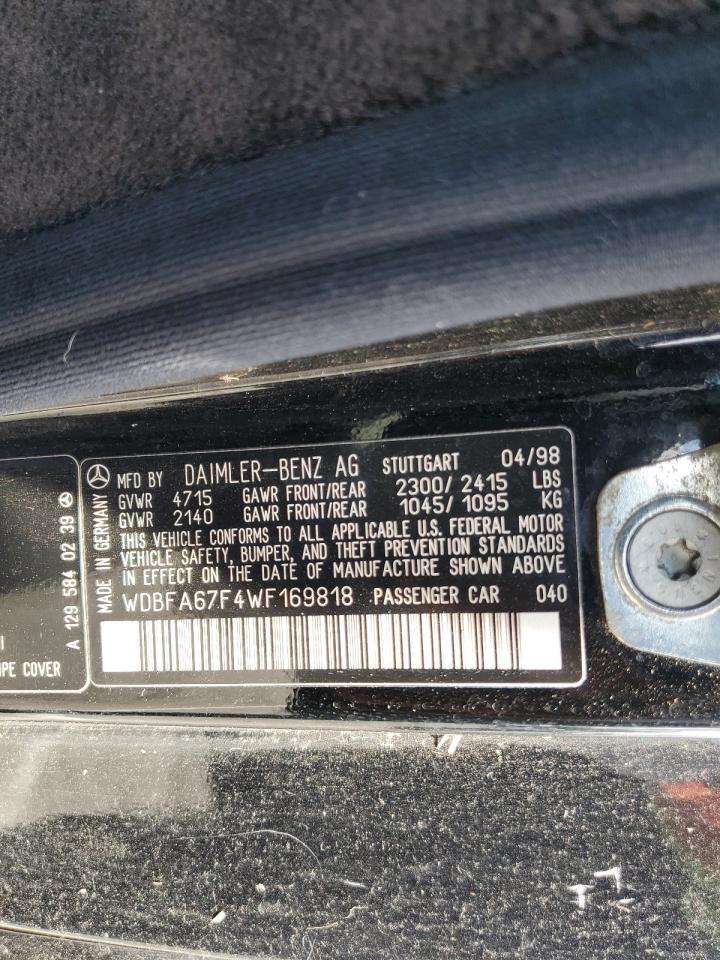 MFD BY DAIMLER-BENZ AG STUTTGART 04/98
GVWR 4715 GAWR FRONT/REAR 2300/2415 LBS
GVWR 2140 GAWR FRONT/REAR 1045/1095 KG
THIS VEHICLE CONFORMS TO ALL APPLICABLE U.S. FEDERAL MOTOR
VEHICLE SAFETY, BUMPER, AND THEFT PREVENTION STANDARDS
IN EFFECT ON THE DATE OF MANUFACTURE SHOWN ABOVE
WDBFA67F4WF169818 PASSENGER CAR 040
MADE IN GERMANY
A 129 584 02 39